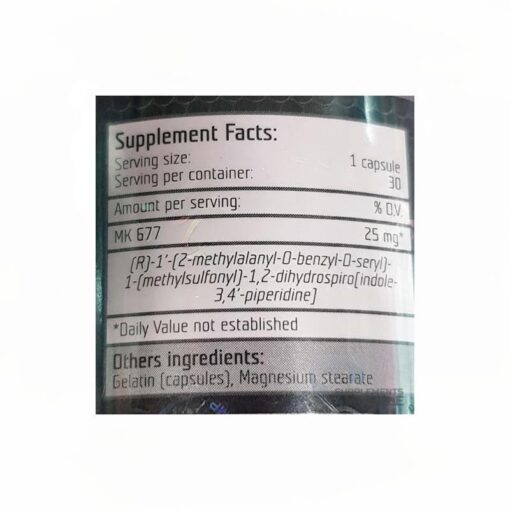 Supplement Facts:
Serving size: 1 capsule
Serving per container: 30
Amount per serving: % D.V.
MK 677 25 mg*
(R)-1'-(2-methylalanyl-O-benzyl-D-seryl)-
1-(methylsulfonyl)-1,2-dihydrospiro[indole-
3,4'-piperidine]
*Daily Value not established
Others ingredients:
Gelatin (capsules), Magnesium stearate
SUPPLEMENTS